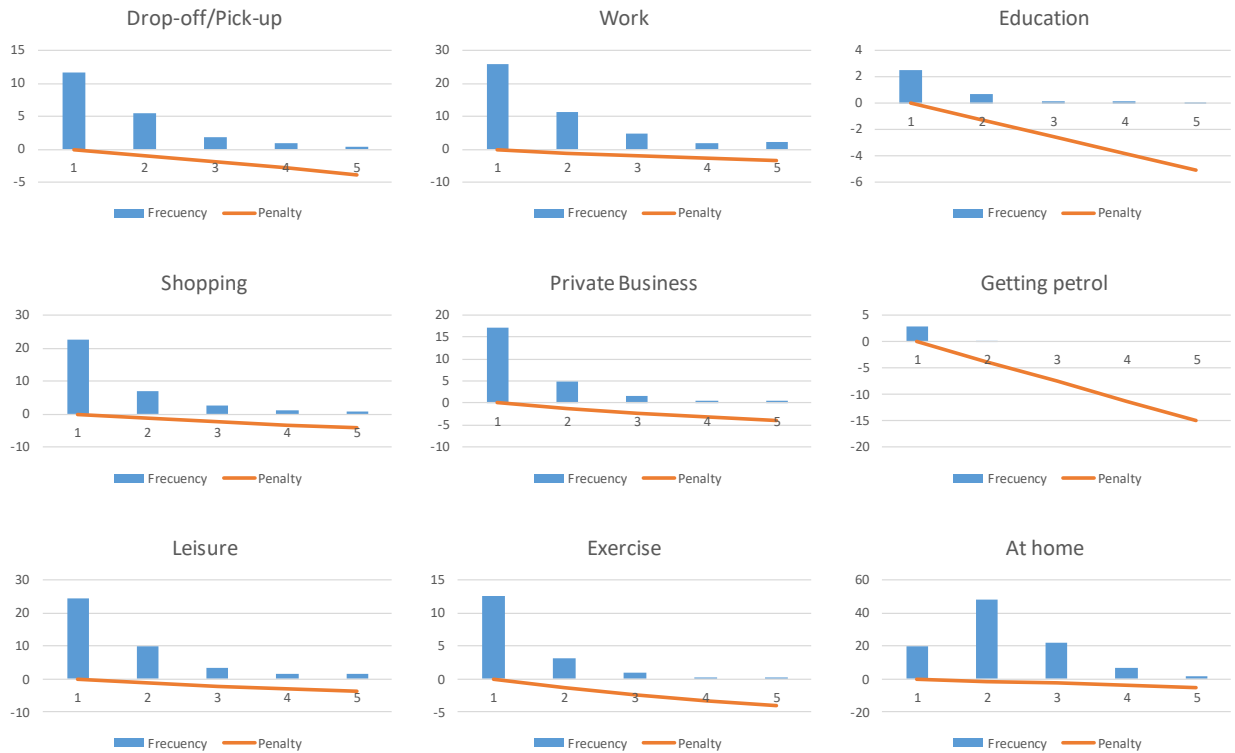 Drop-off/Pick-up
15
10
5
0
-5
1 2 3 4 5
Frecuency Penalty
Work
30
20
10
0
-10
1 2 3 4 5
Frecuency Penalty
Education
4
2
0
-2
-4
-6
1 2 3 4 5
Frecuency Penalty
Shopping
30
20
10
0
-10
1 2 3 4 5
Frecuency Penalty
Private Business
20
15
10
5
0
-5
-10
1 2 3 4 5
Frecuency Penalty
Getting petrol
5
0
-5
-10
-15
-20
1 2 3 4 5
Frecuency Penalty
Leisure
30
20
10
0
-10
1 2 3 4 5
Frecuency Penalty
Exercise
15
10
5
0
-5
1 2 3 4 5
Frecuency Penalty
At home
60
40
20
0
-20
1 2 3 4 5
Frecuency Penalty